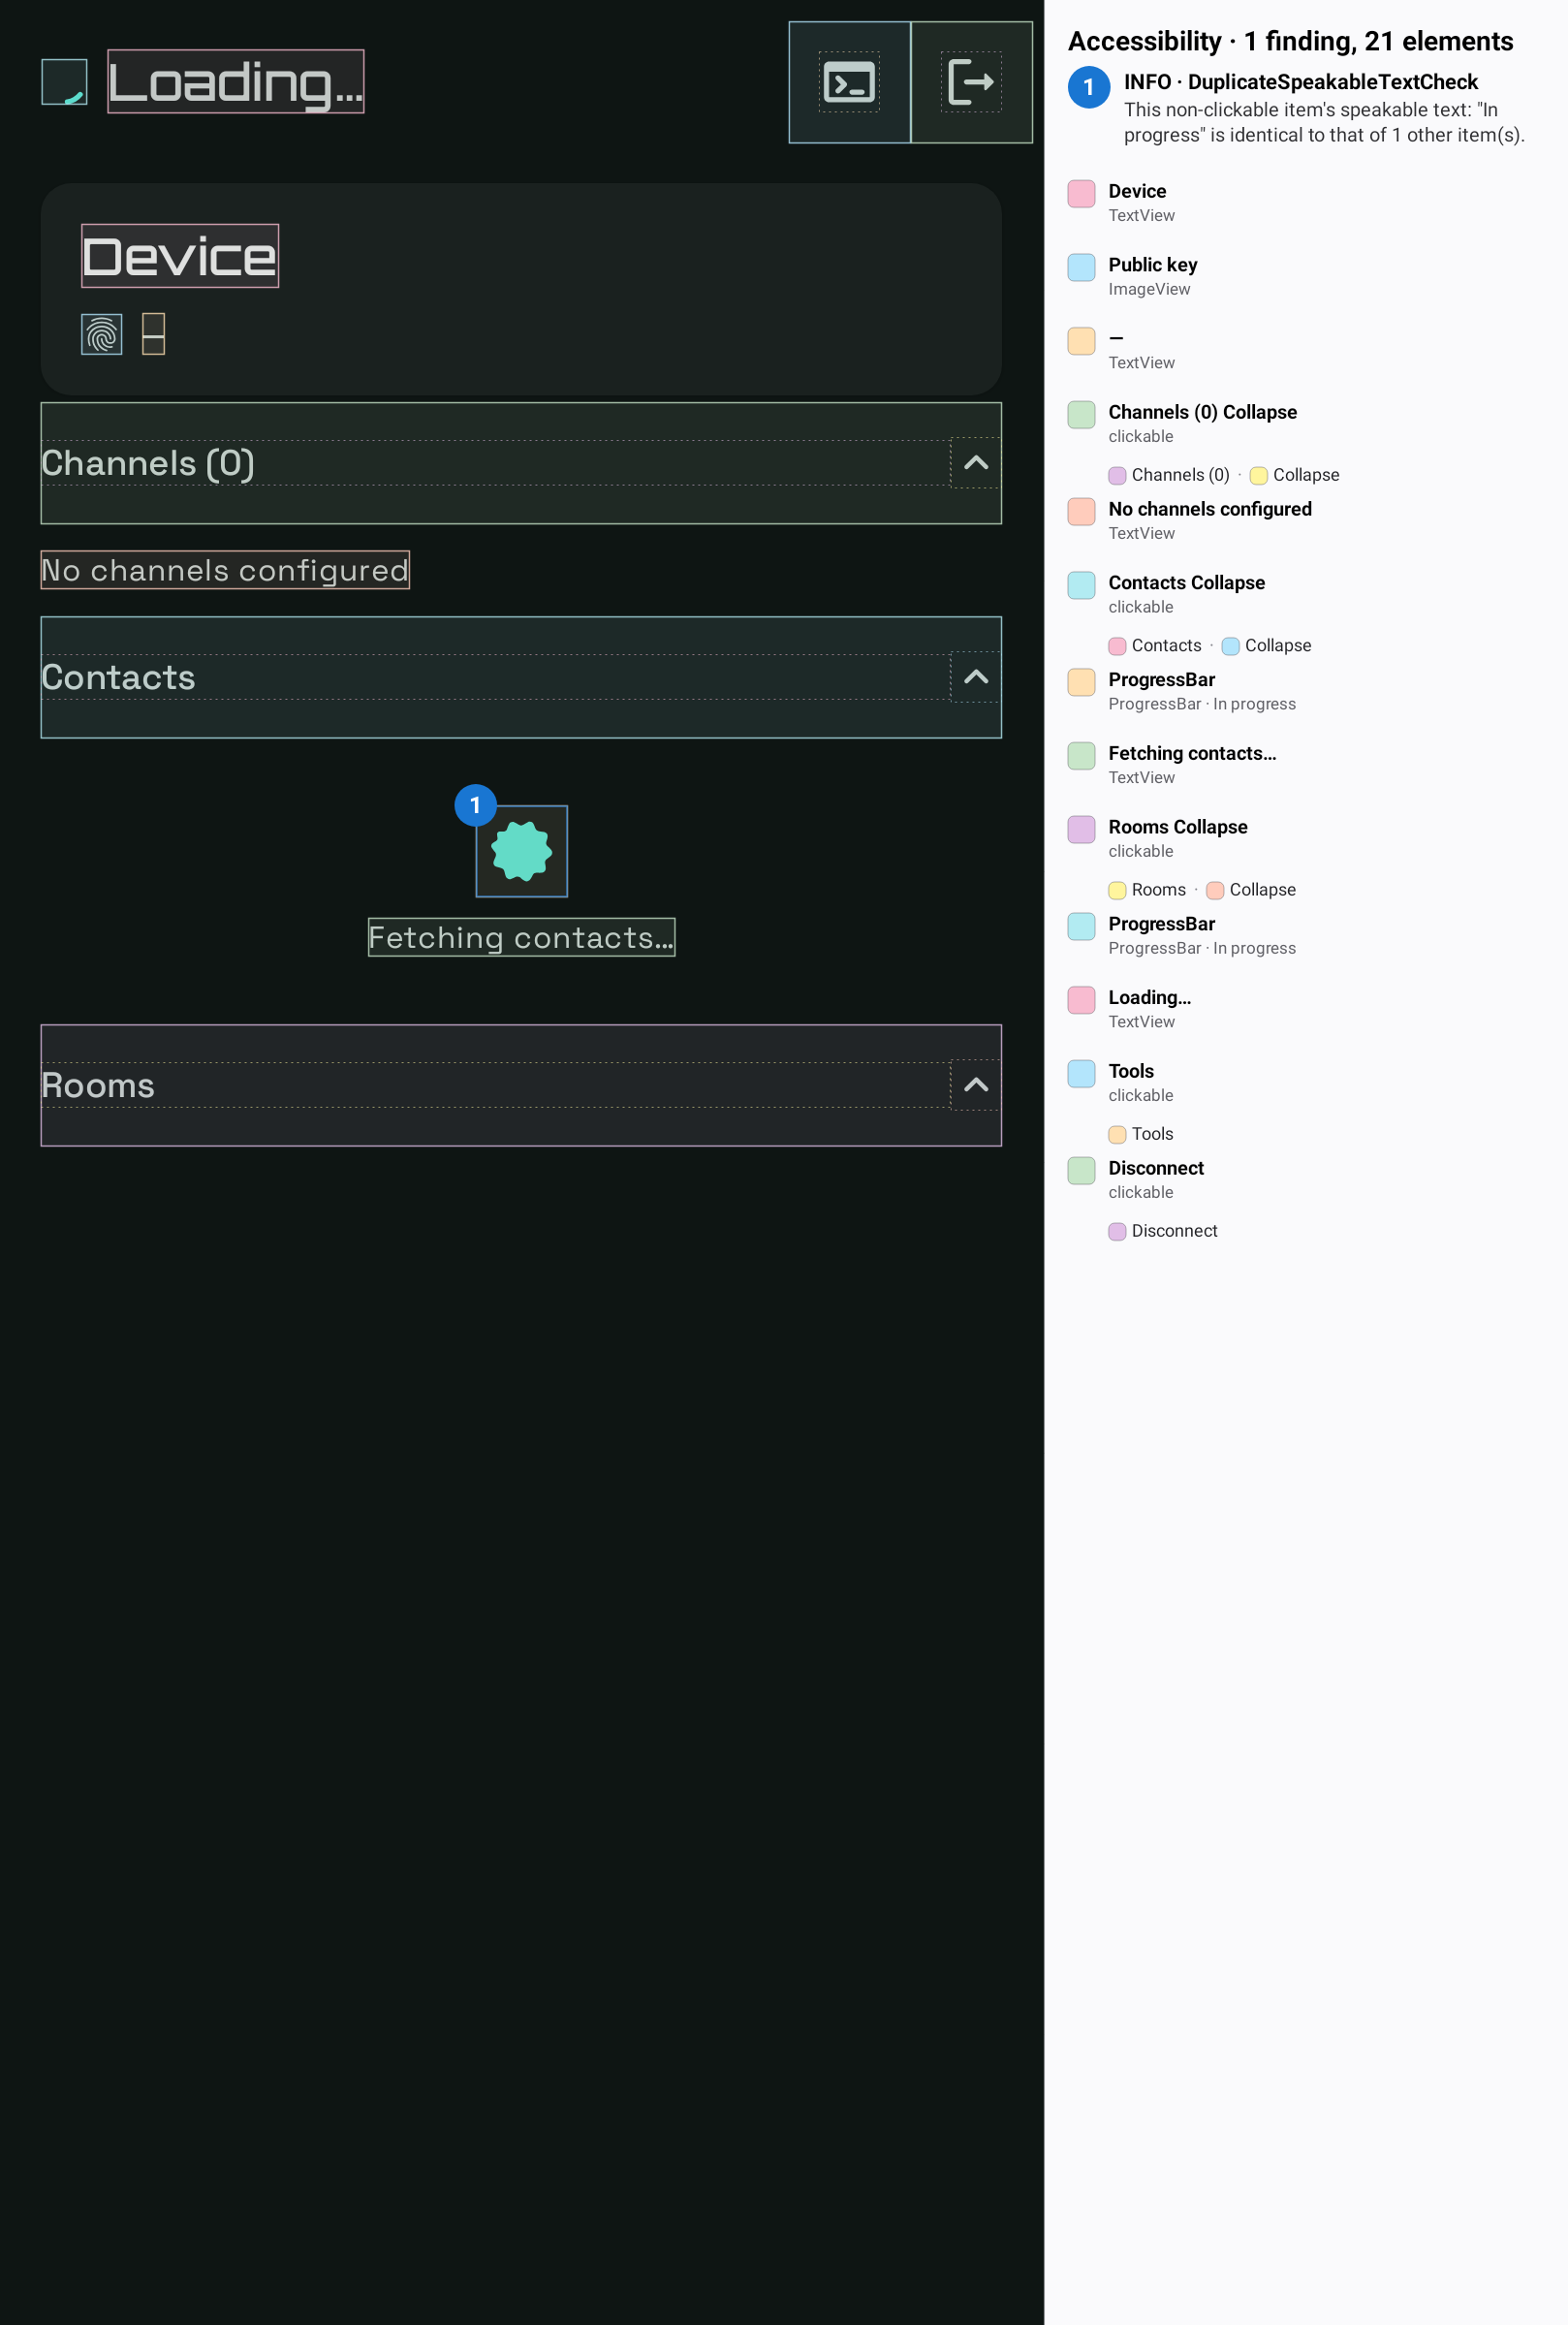 Loading...
Device
—
Channels (0)
No channels configured
Contacts
1
Fetching contacts...
Rooms
Accessibility · 1 finding, 21 elements
1
INFO · DuplicateSpeakableTextCheck
This non-clickable item's speakable text: "In
progress" is identical to that of 1 other item(s).
Device
TextView
Public key
ImageView
—
TextView
Channels (0) Collapse
clickable
Channels (0) · Collapse
No channels configured
TextView
Contacts Collapse
clickable
Contacts · Collapse
ProgressBar
ProgressBar · In progress
Fetching contacts...
TextView
Rooms Collapse
clickable
Rooms · Collapse
ProgressBar
ProgressBar · In progress
Loading...
TextView
Tools
clickable
Tools
Disconnect
clickable
Disconnect